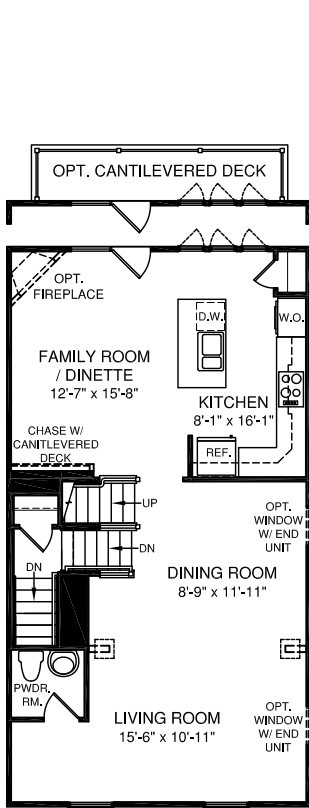 OPT. CANTILEVERED DECK
OPT.
FIREPLACE
D.W.
W.O.
FAMILY ROOM
/ DINETTE
12'-7" x 15'-8"
KITCHEN
8'-1" x 16'-1"
CHASE W/
CANITLEVERED
DECK
REF.
UP
OPT.
WINDOW
W/ END
UNIT
DN
DN
DINING ROOM
8'-9" x 11'-11"
PWDR.
RM.
LIVING ROOM
15'-6" x 10'-11"
OPT.
WINDOW
W/ END
UNIT